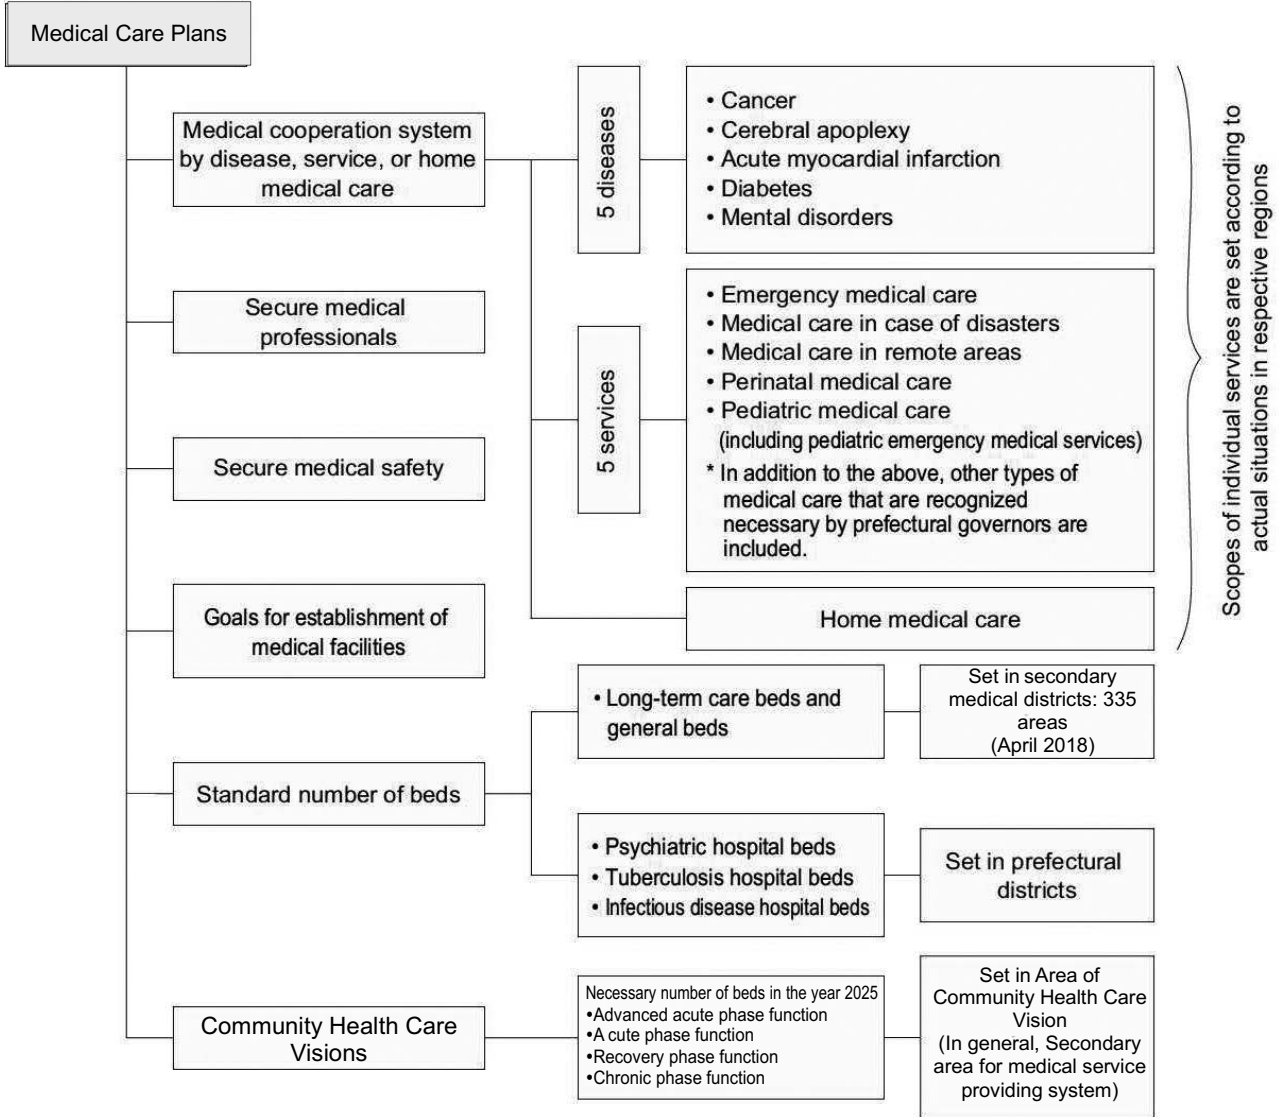 Medical Care Plans
Medical cooperation system
by disease, service, or home
medical care
5 diseases
• Cancer
• Cerebral apoplexy
• Acute myocardial infarction
• Diabetes
• Mental disorders
5 services
• Emergency medical care
• Medical care in case of disasters
• Medical care in remote areas
• Perinatal medical care
• Pediatric medical care
(including pediatric emergency medical services)
* In addition to the above, other types of
medical care that are recognized
necessary by prefectural governors are
included.
Home medical care
Scopes of individual services are set according to
actual situations in respective regions
Secure medical
professionals
Secure medical safety
Goals for establishment of
medical facilities
Standard number of beds
• Long-term care beds and
general beds
Set in secondary
medical districts: 335
areas
(April 2018)
• Psychiatric hospital beds
• Tuberculosis hospital beds
• Infectious disease hospital beds
Set in prefectural
districts
Community Health Care
Visions
Necessary number of beds in the year 2025
•Advanced acute phase function
•A cute phase function
•Recovery phase function
•Chronic phase function
Set in Area of
Community Health Care
Vision
(In general, Secondary
area for medical service
providing system)